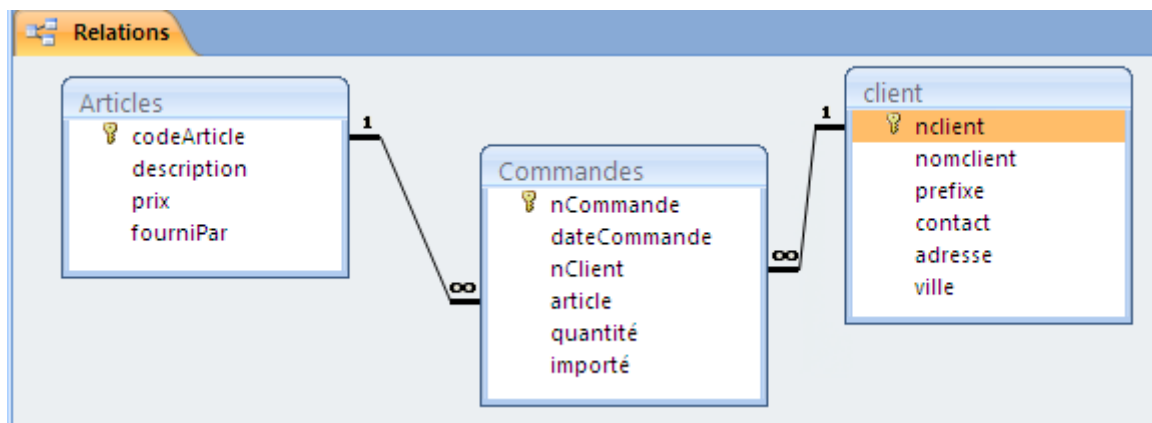 Relations
Articles
codeArticle
description
prix
fourniPar
1
∞
Commandes
nCommande
dateCommande
nClient
article
quantité
importé
1
∞
client
nclient
nomclient
prefixe
contact
adresse
ville